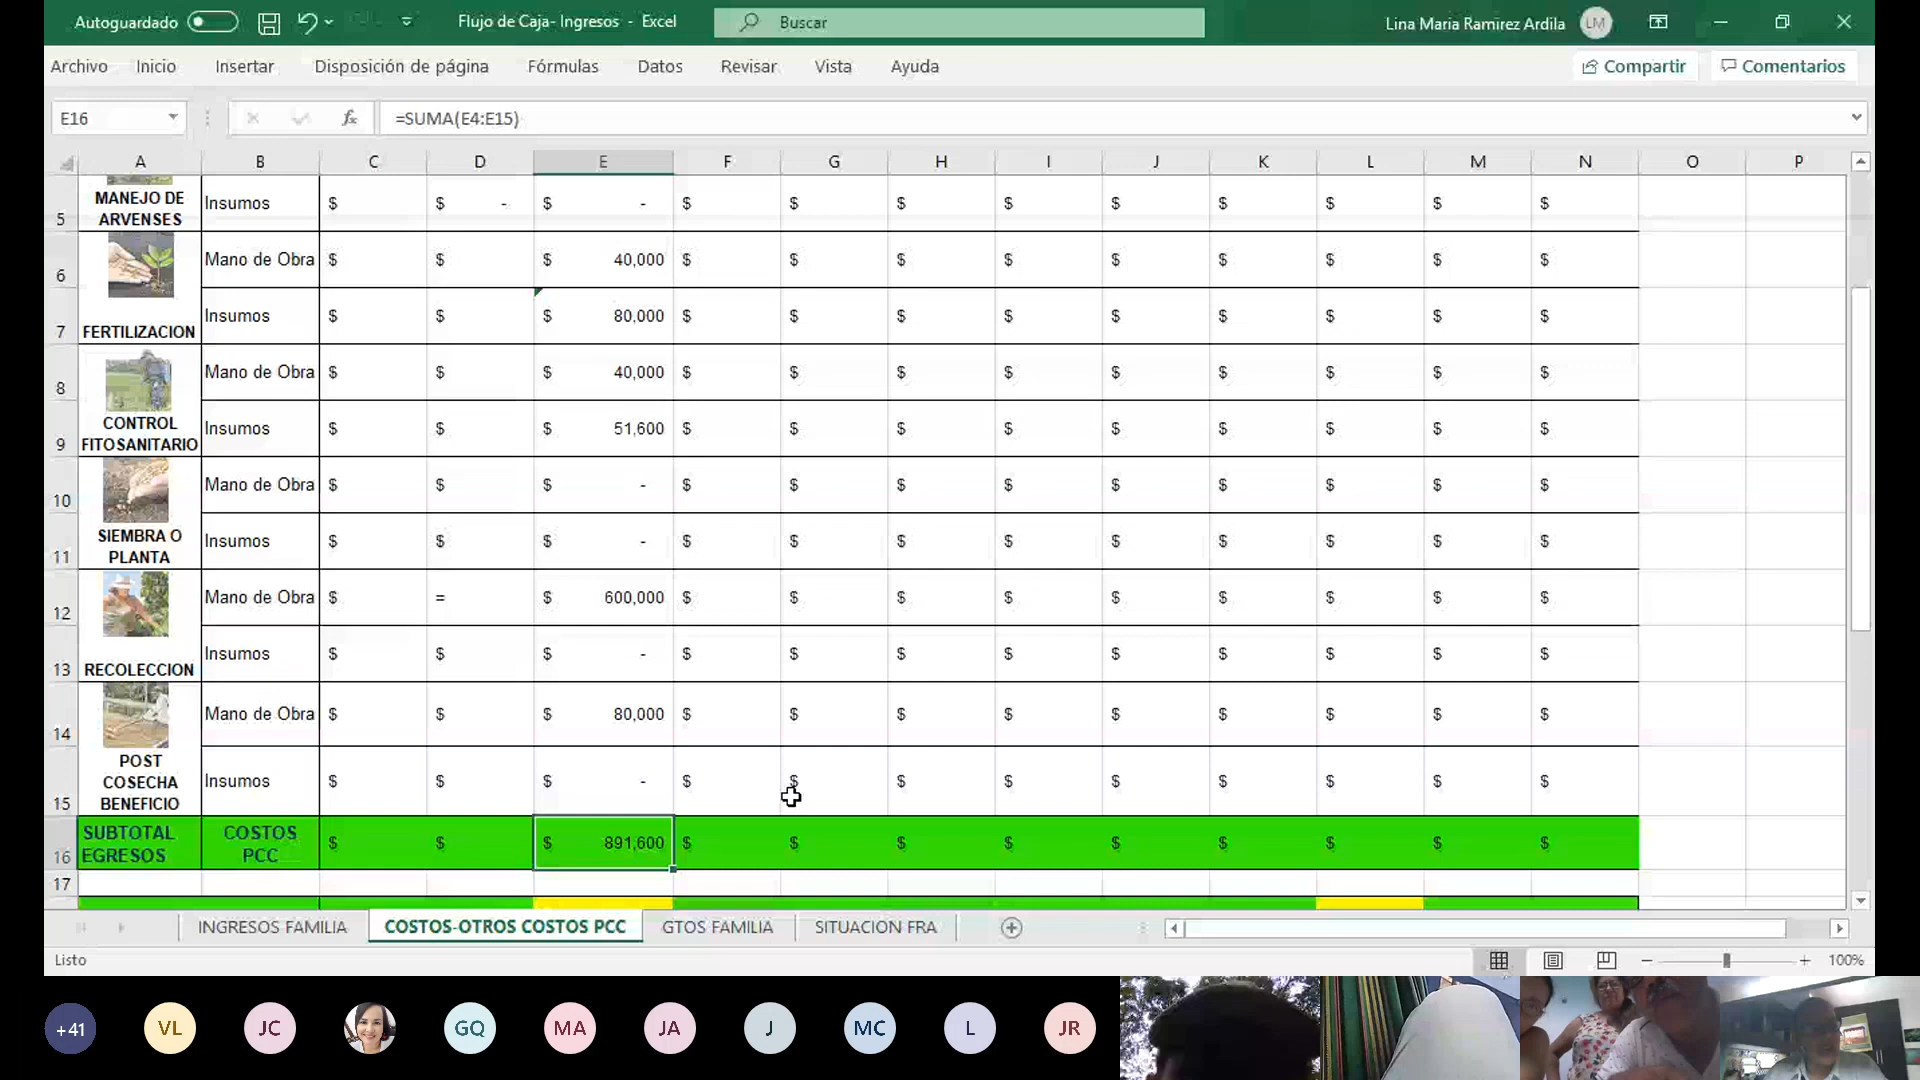 Autoguardado
Flujo de Caja- Ingresos - Excel
Buscar
Lina Maria Ramirez Ardila LM
Archivo Inicio Insertar Disposición de página Fórmulas Datos Revisar Vista Ayuda Compartir Comentarios
E16 fx =SUMA(E4:E15)
A B C D E F G H I J K L M N O P
5 MANEJO DE ARVENSES Insumos $ $ - $ - $ $ $ $ $ $ $ $ $
6 Mano de Obra $ $ $ 40,000 $ $ $ $ $ $ $ $ $
7 FERTILIZACION Insumos $ $ $ 80,000 $ $ $ $ $ $ $ $ $
8 Mano de Obra $ $ $ 40,000 $ $ $ $ $ $ $ $ $
9 CONTROL FITOSANITARIO Insumos $ $ $ 51,600 $ $ $ $ $ $ $ $ $
10 Mano de Obra $ $ $ - $ $ $ $ $ $ $ $ $
11 SIEMBRA O PLANTA Insumos $ $ $ - $ $ $ $ $ $ $ $ $
12 Mano de Obra $ = $ 600,000 $ $ $ $ $ $ $ $ $
13 RECOLECCION Insumos $ $ $ - $ $ $ $ $ $ $ $ $
14 Mano de Obra $ $ $ 80,000 $ $ $ $ $ $ $ $ $
15 POST COSECHA BENEFICIO Insumos $ $ $ - $ $ $ $ $ $ $ $ $
16 SUBTOTAL EGRESOS COSTOS PCC $ $ $ 891,600 $ $ $ $ $ $ $ $ $
17
INGRESOS FAMILIA COSTOS-OTROS COSTOS PCC GTOS FAMILIA SITUACION FRA
Listo 100%
+41 VL JC GQ MA JA J MC L JR